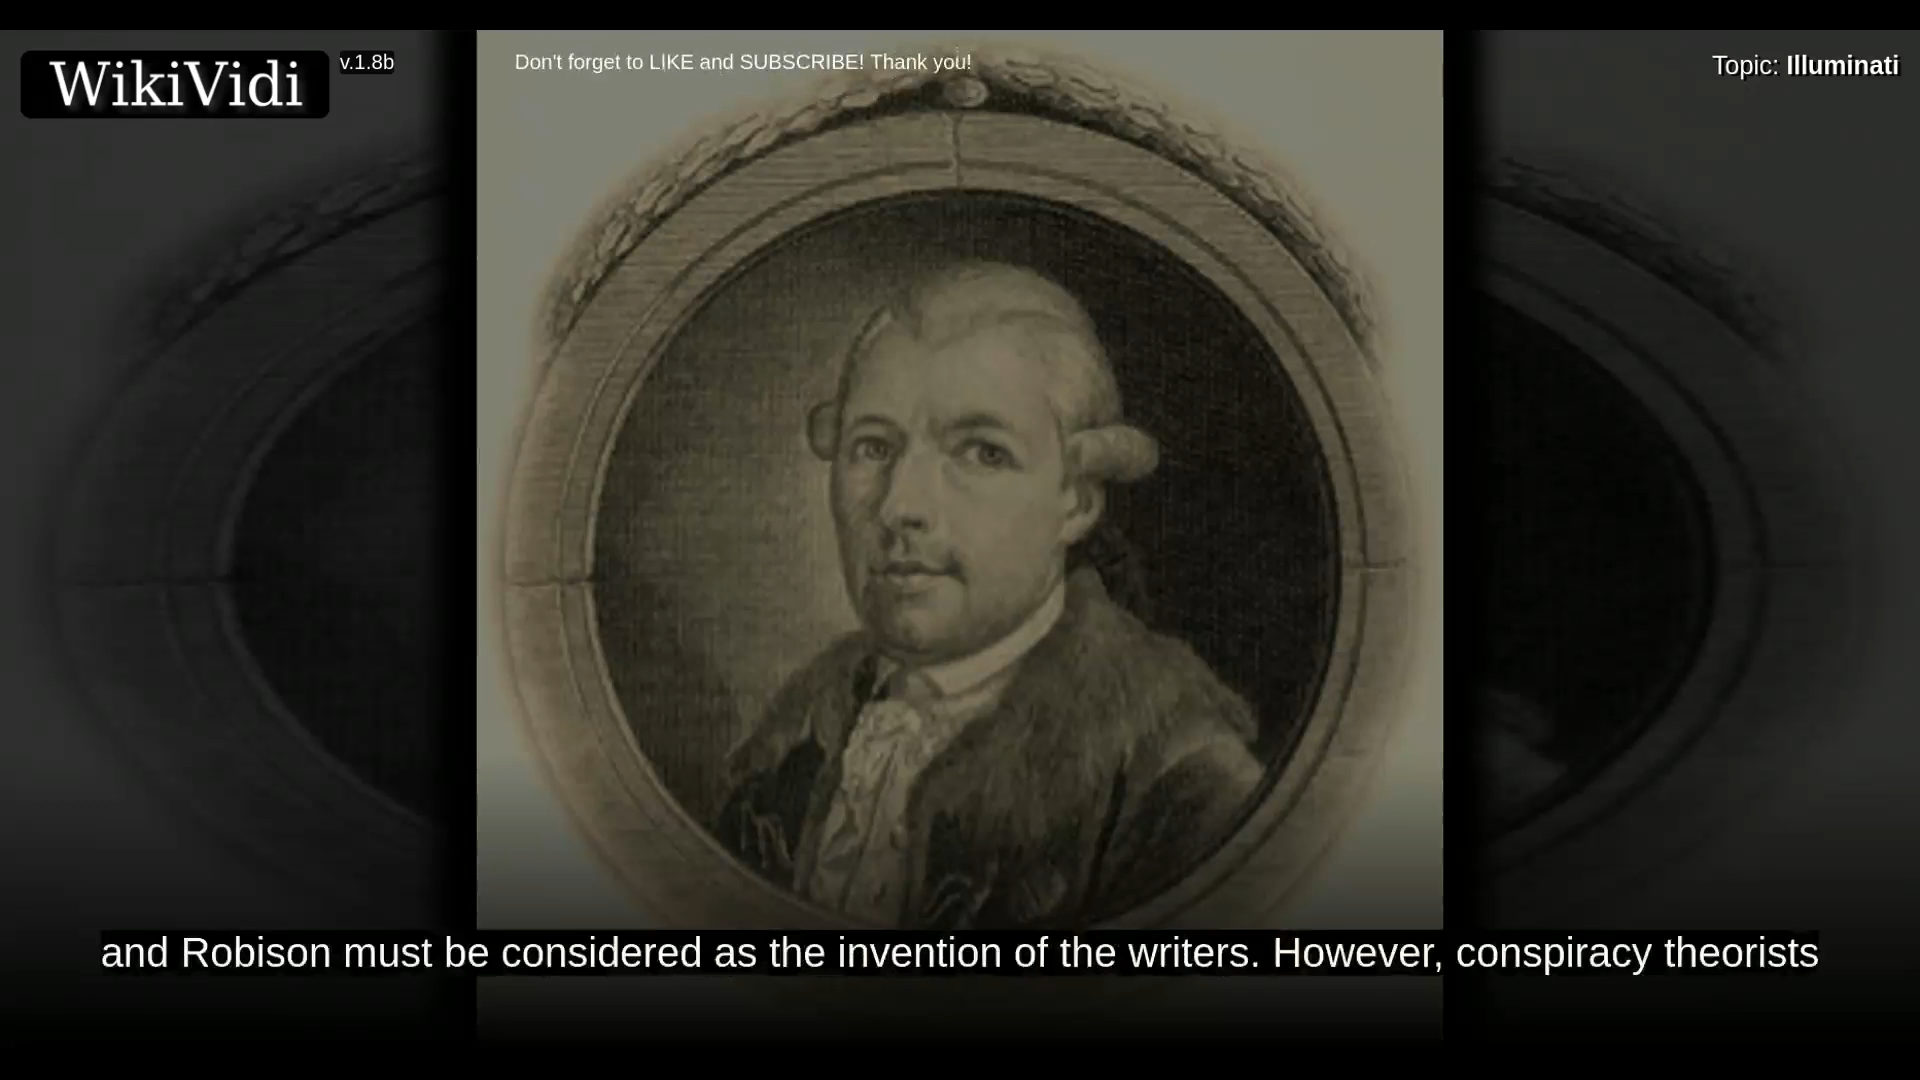 WikiVidi
v.1.8b
Don't forget to LIKE and SUBSCRIBE! Thank you!
Topic: Illuminati
and Robison must be considered as the invention of the writers. However, conspiracy theorists